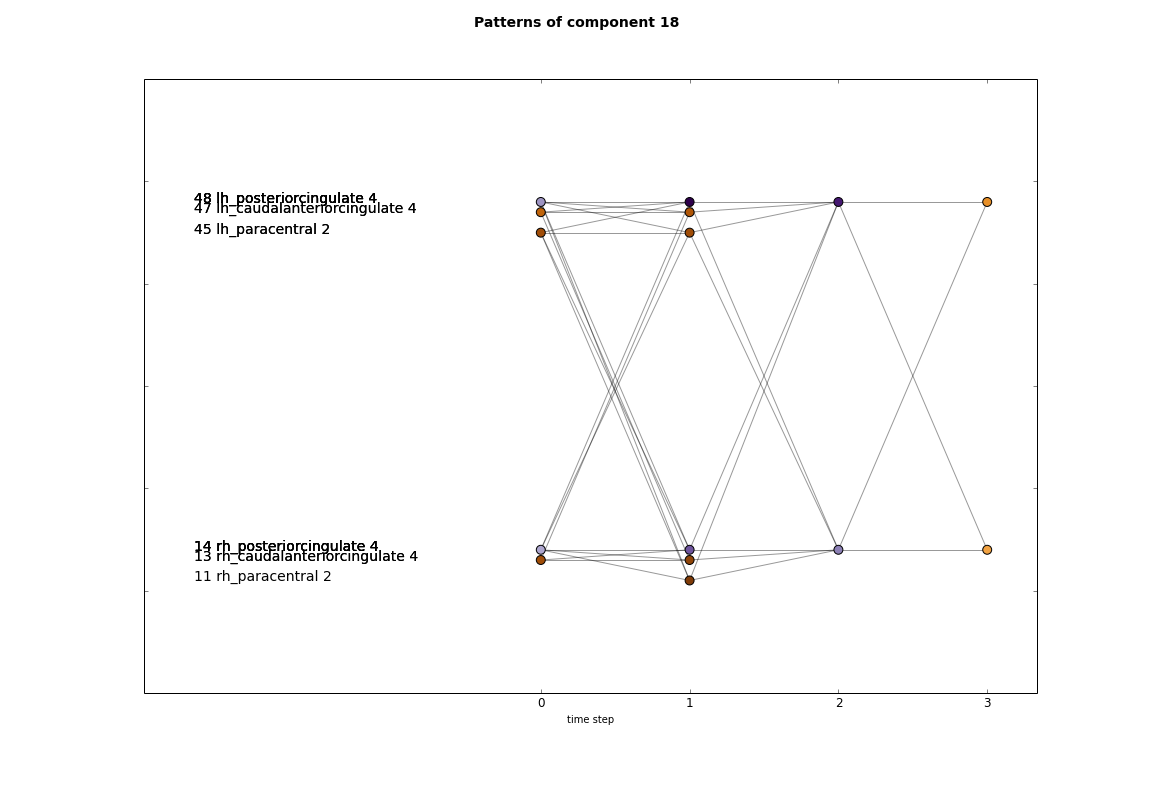 Patterns of component 18
48 lh_posteriorcingulate 4
47 lh_caudalanteriorcingulate 4
45 lh_paracentral 2
14 rh_posteriorcingulate 4
13 rh_caudalanteriorcingulate 4
11 rh_paracentral 2
0 1 2 3
time step